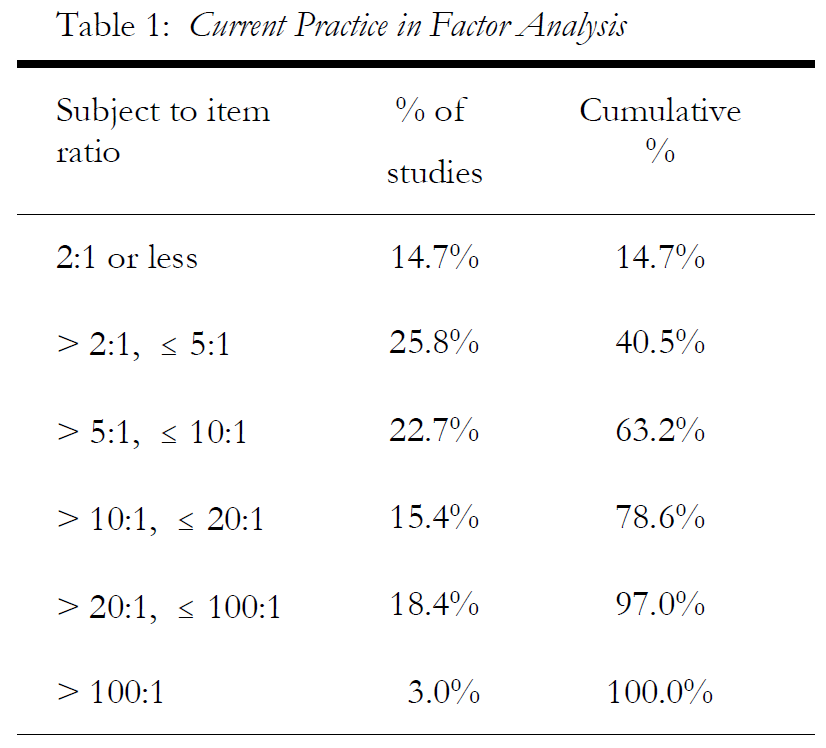 Table 1: Current Practice in Factor Analysis
Subject to item ratio % of studies Cumulative %
2:1 or less 14.7% 14.7%
> 2:1, ≤ 5:1 25.8% 40.5%
> 5:1, ≤ 10:1 22.7% 63.2%
> 10:1, ≤ 20:1 15.4% 78.6%
> 20:1, ≤ 100:1 18.4% 97.0%
> 100:1 3.0% 100.0%